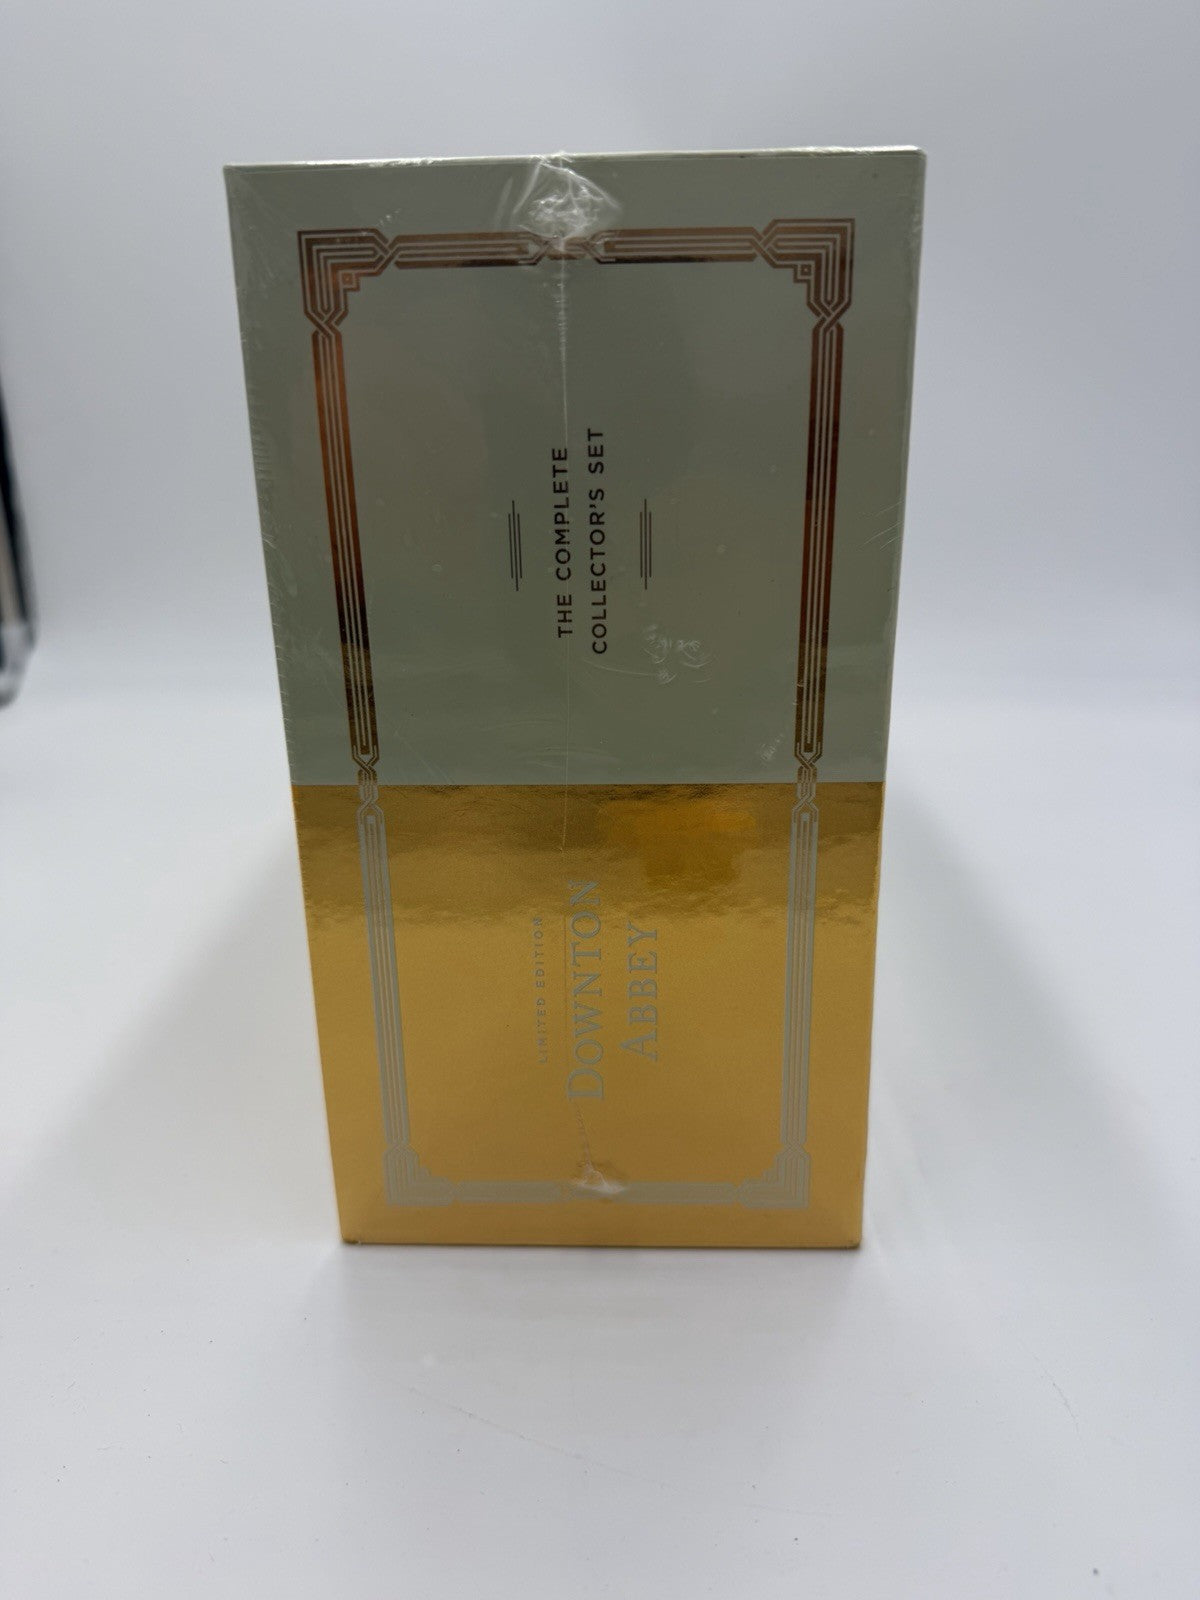 THE COMPLETE
COLLECTOR'S SET
LIMITED EDITION
DOWNTON
ABBEY